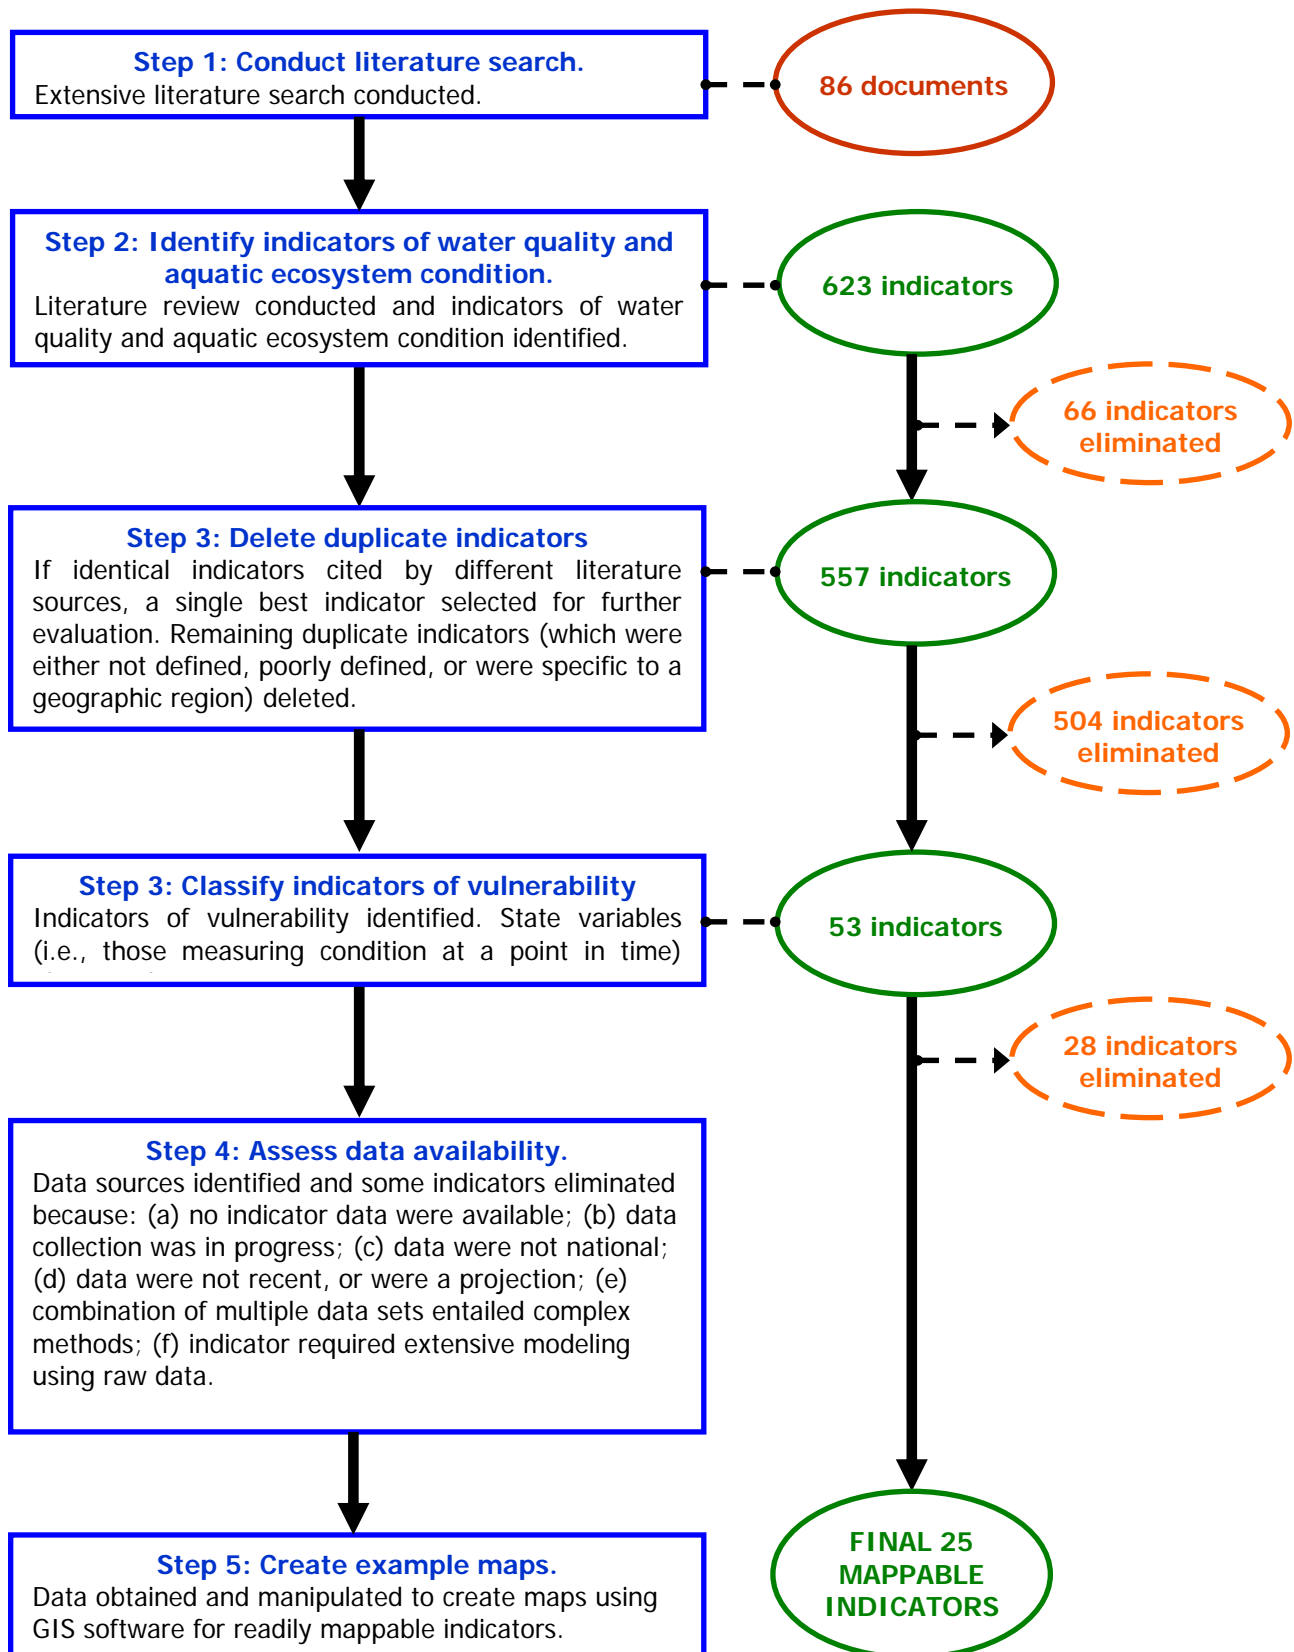 Step 1: Conduct literature search.
Extensive literature search conducted.
86 documents
Step 2: Identify indicators of water quality and
aquatic ecosystem condition.
Literature review conducted and indicators of water
quality and aquatic ecosystem condition identified.
623 indicators
66 indicators
eliminated
Step 3: Delete duplicate indicators
If identical indicators cited by different literature
sources, a single best indicator selected for further
evaluation. Remaining duplicate indicators (which were
either not defined, poorly defined, or were specific to a
geographic region) deleted.
557 indicators
504 indicators
eliminated
Step 3: Classify indicators of vulnerability
Indicators of vulnerability identified. State variables
(i.e., those measuring condition at a point in time)
53 indicators
28 indicators
eliminated
Step 4: Assess data availability.
Data sources identified and some indicators eliminated
because: (a) no indicator data were available; (b) data
collection was in progress; (c) data were not national;
(d) data were not recent, or were a projection; (e)
combination of multiple data sets entailed complex
methods; (f) indicator required extensive modeling
using raw data.
Step 5: Create example maps.
Data obtained and manipulated to create maps using
GIS software for readily mappable indicators.
FINAL 25
MAPPABLE
INDICATORS